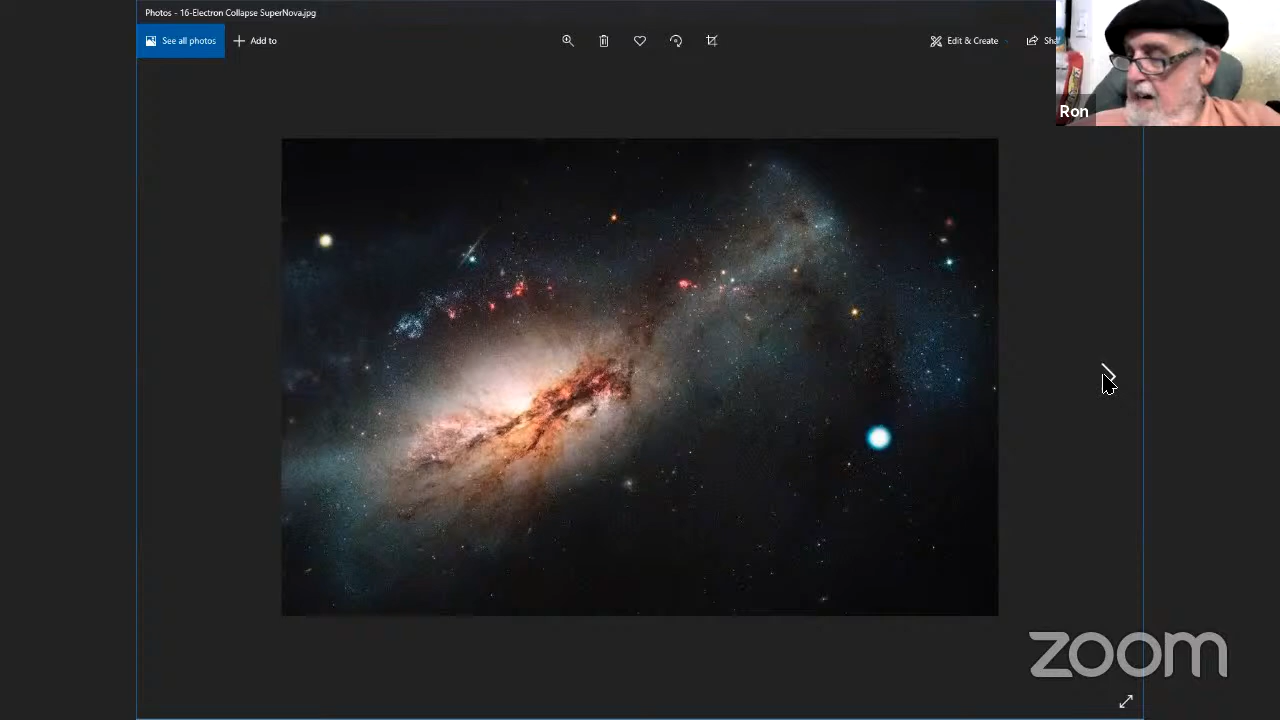 Photos - 16-Electron Collapse SuperNova.jpg
See all photos
Add to
Edit & Create
Ron
zoom